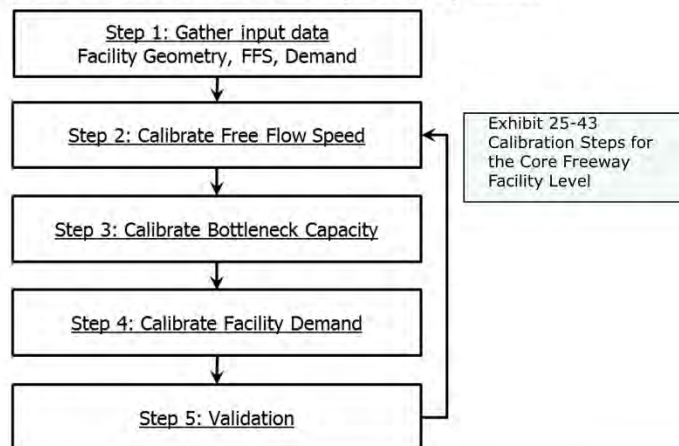 Step 1: Gather input data
Facility Geometry, FFS, Demand
Step 2: Calibrate Free Flow Speed
Exhibit 25-43
Calibration Steps for
the Core Freeway
Facility Level
Step 3: Calibrate Bottleneck Capacity
Step 4: Calibrate Facility Demand
Step 5: Validation